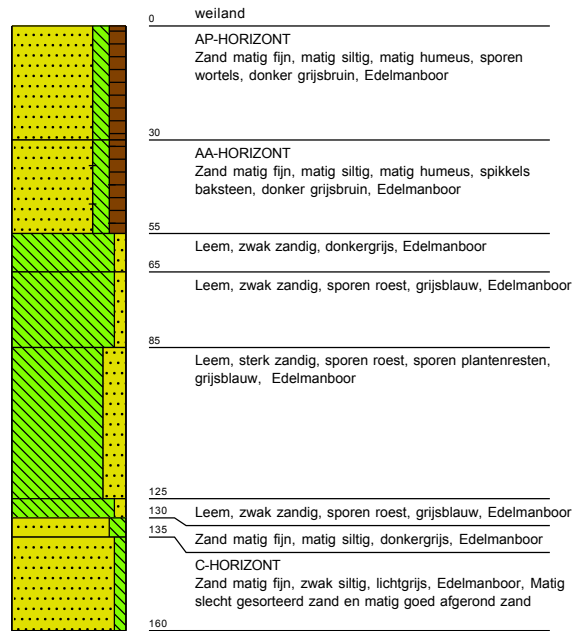 0 weiland
AP-HORIZONT
Zand matig fijn, matig siltig, matig humeus, sporen
wortels, donker grijsbruin, Edelmanboor
30
AA-HORIZONT
Zand matig fijn, matig siltig, matig humeus, spikkels
baksteen, donker grijsbruin, Edelmanboor
55
Leem, zwak zandig, donkergrijs, Edelmanboor
65
Leem, zwak zandig, sporen roest, grijsblauw, Edelmanboor
85
Leem, sterk zandig, sporen roest, sporen plantenresten,
grijsblauw, Edelmanboor
125
Leem, zwak zandig, sporen roest, grijsblauw, Edelmanboor
130
Zand matig fijn, matig siltig, donkergrijs, Edelmanboor
135
C-HORIZONT
Zand matig fijn, zwak siltig, lichtgrijs, Edelmanboor, Matig
slecht gesorteerd zand en matig goed afgerond zand
160